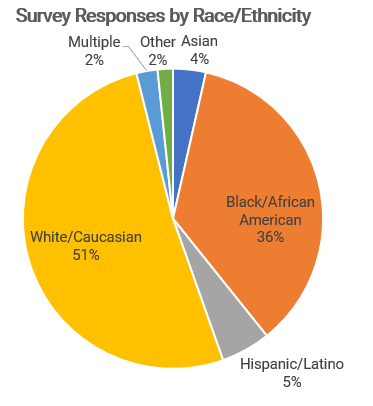 Survey Responses by Race/Ethnicity
Multiple
2%
Other
2%
Asian
4%
Black/African
American
36%
White/Caucasian
51%
Hispanic/Latino
5%